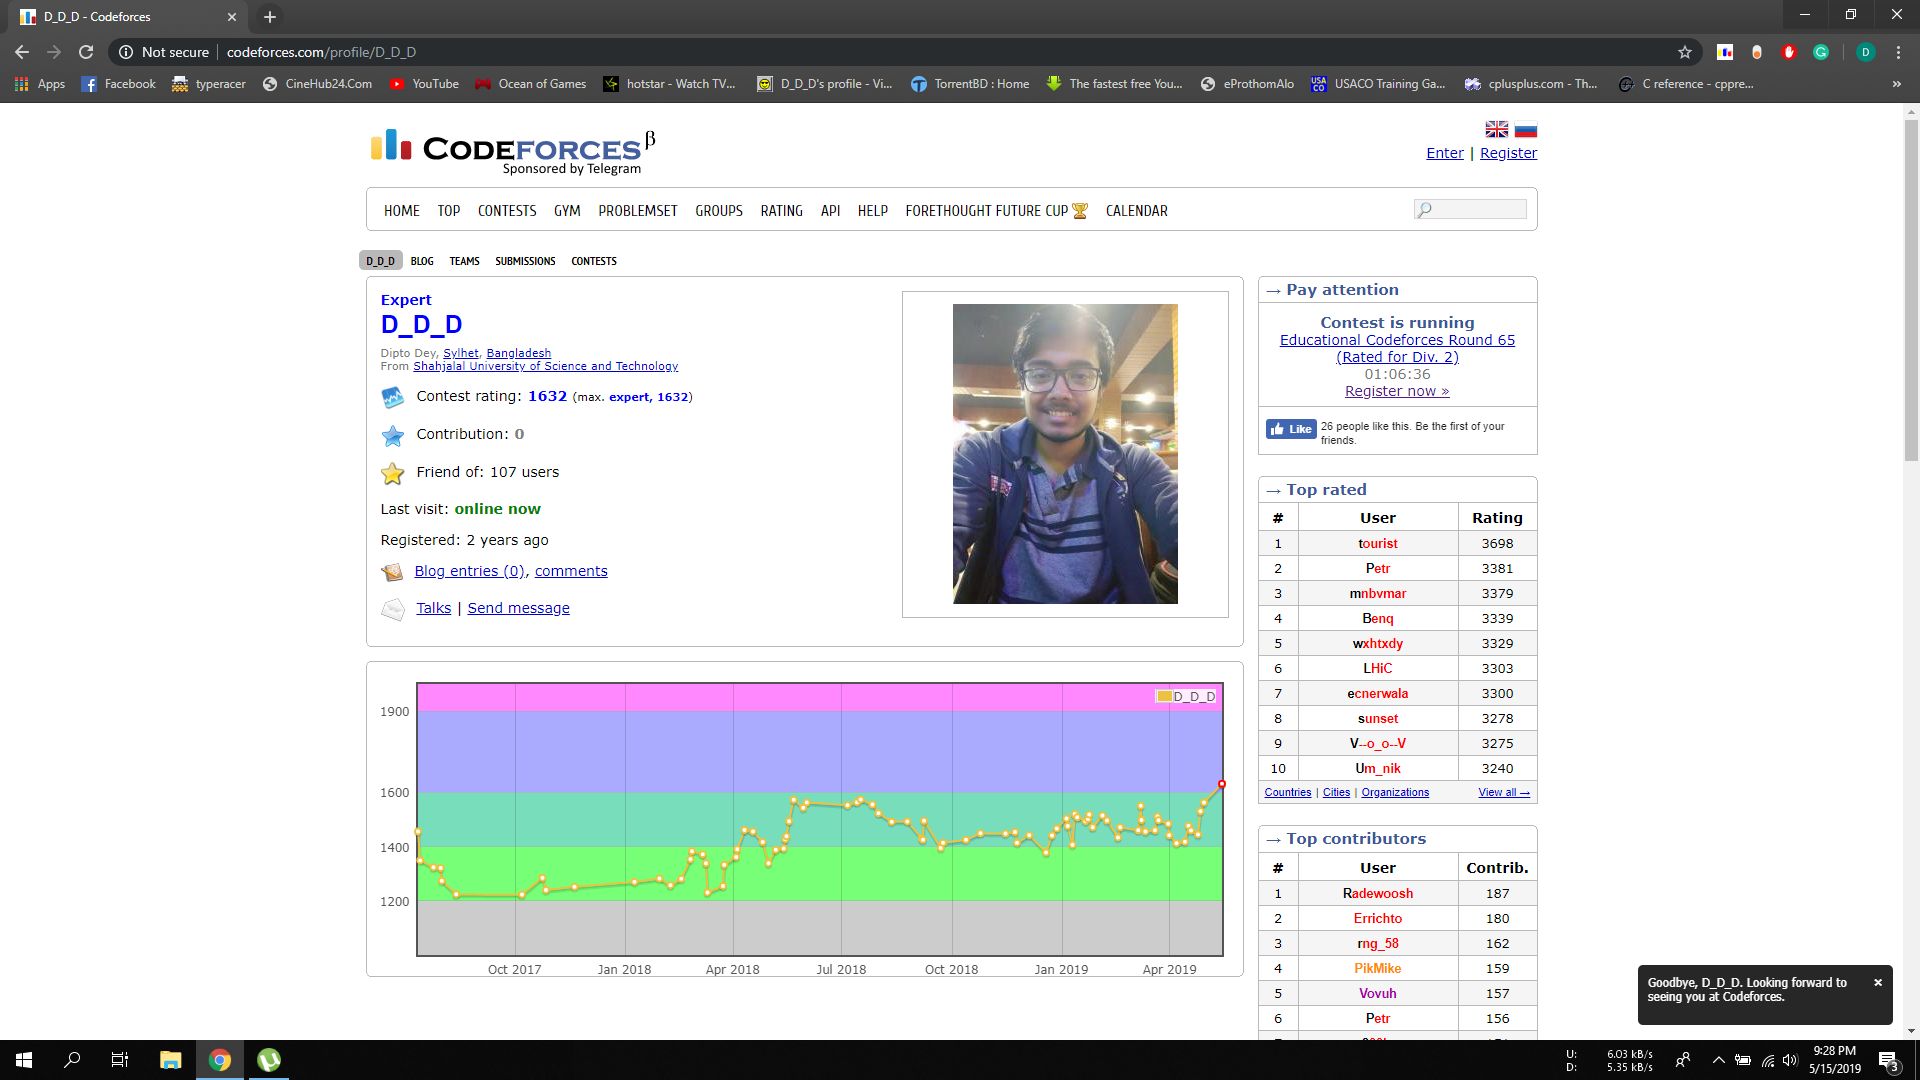 D_D_D - Codeforces
Not secure | codeforces.com/profile/D_D_D
D
Apps Facebook typeracer CineHub24.Com YouTube Ocean of Games hotstar - Watch TV... D_D_D's profile - Vi... TorrentBD : Home The fastest free You... eProthomAlo USACO Training Ga... cplusplus.com - Th... C reference - cppre... »
CODEFORCES β
Sponsored by Telegram
Enter | Register
HOME TOP CONTESTS GYM PROBLEMSET GROUPS RATING API HELP FORETHOUGHT FUTURE CUP CALENDAR
D_D_D BLOG TEAMS SUBMISSIONS CONTESTS
Expert
D_D_D
Dipto Dey, Sylhet, Bangladesh
From Shahjalal University of Science and Technology
Contest rating: 1632 (max. expert, 1632)
Contribution: 0
Friend of: 107 users
Last visit: online now
Registered: 2 years ago
Blog entries (0), comments
Talks | Send message
D_D_D
1900
1600
1400
1200
Oct 2017 Jan 2018 Apr 2018 Jul 2018 Oct 2018 Jan 2019 Apr 2019
→ Pay attention
Contest is running
Educational Codeforces Round 65
(Rated for Div. 2)
01:06:36
Register now »
Like 26 people like this. Be the first of your
friends.
→ Top rated
# User Rating
1 tourist 3698
2 Petr 3381
3 mnbvmar 3379
4 Benq 3339
5 wxhtxdy 3329
6 LHiC 3303
7 ecnerwala 3300
8 sunset 3278
9 V--o_o--V 3275
10 Um_nik 3240
Countries | Cities | Organizations View all →
→ Top contributors
# User Contrib.
1 Radewoosh 187
2 Errichto 180
3 rng_58 162
4 PikMike 159
5 Vovuh 157
6 Petr 156
Goodbye, D_D_D. Looking forward to
seeing you at Codeforces.
U: 6.03 kB/s
D: 5.35 kB/s
9:28 PM
5/15/2019
3